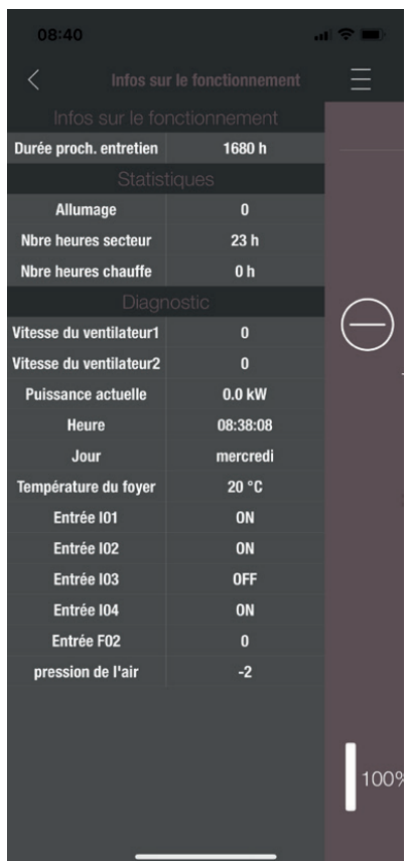 08:40
Infos sur le fonctionnement
Infos sur le fonctionnement
Durée proch. entretien 1680 h
Statistiques
Allumage 0
Nbre heures secteur 23 h
Nbre heures chauffe 0 h
Diagnostic
Vitesse du ventilateur1 0
Vitesse du ventilateur2 0
Puissance actuelle 0.0 kW
Heure 08:38:08
Jour mercredi
Température du foyer 20 °C
Entrée I01 ON
Entrée I02 ON
Entrée I03 OFF
Entrée I04 ON
Entrée F02 0
pression de l'air -2
100%